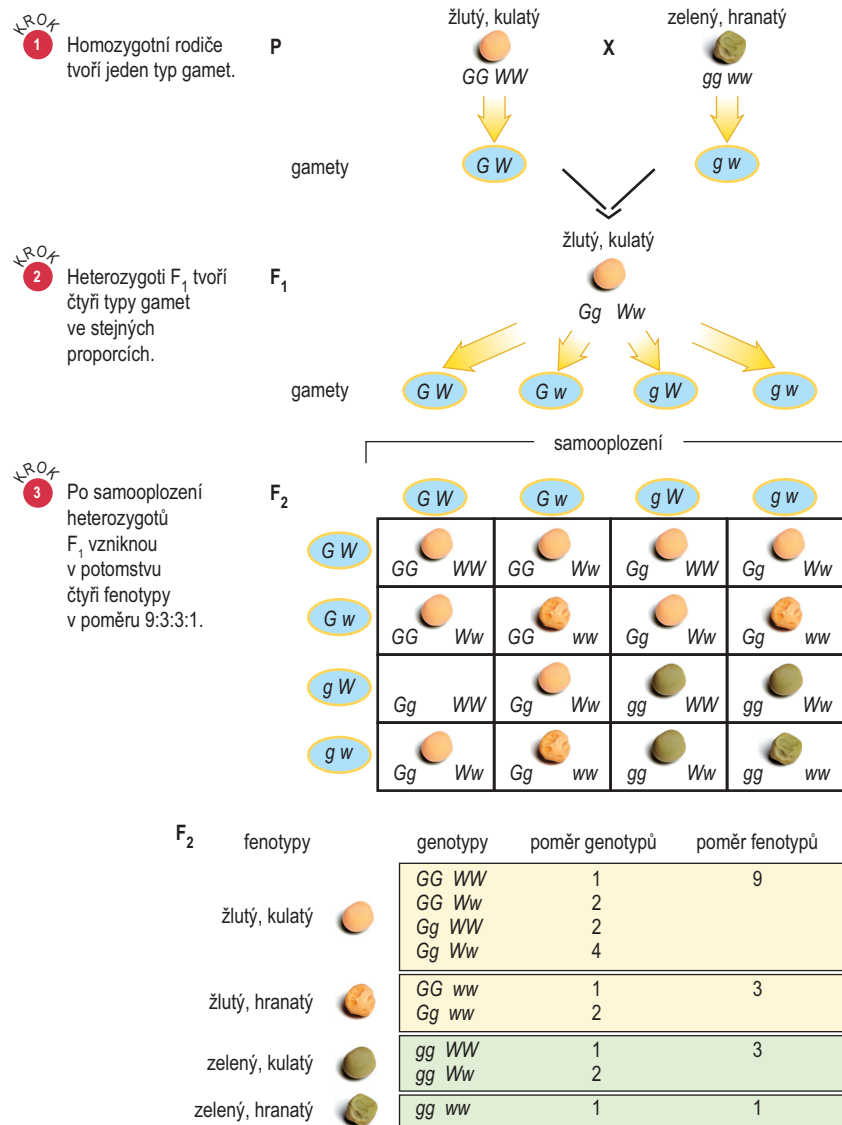 KROK
1
Homozygotní rodiče
tvoří jeden typ gamet.
P
žlutý, kulatý
X
zelený, hranatý
GG WW
gg ww
gamety
G W
g w
žlutý, kulatý
KROK
2
Heterozygoti F1 tvoří
čtyři typy gamet
ve stejných
proporcích.
F1
Gg Ww
gamety
G W
G w
g W
g w
samooplození
KROK
3
Po samooplození
heterozygotů
F1 vzniknou
v potomstvu
čtyři fenotypy
v poměru 9:3:3:1.
F2
G W
G w
g W
g w
G W
GG WW
GG Ww
Gg WW
Gg Ww
G w
GG Ww
GG ww
Gg Ww
Gg ww
g W
Gg WW
Gg Ww
gg WW
gg Ww
g w
Gg Ww
Gg ww
gg Ww
gg ww
F2
fenotypy
genotypy
poměr genotypů
poměr fenotypů
žlutý, kulatý
GG WW 1 9
GG Ww 2
Gg WW 2
Gg Ww 4
žlutý, hranatý
GG ww 1 3
Gg ww 2
zelený, kulatý
gg WW 1 3
gg Ww 2
zelený, hranatý
gg ww 1 1